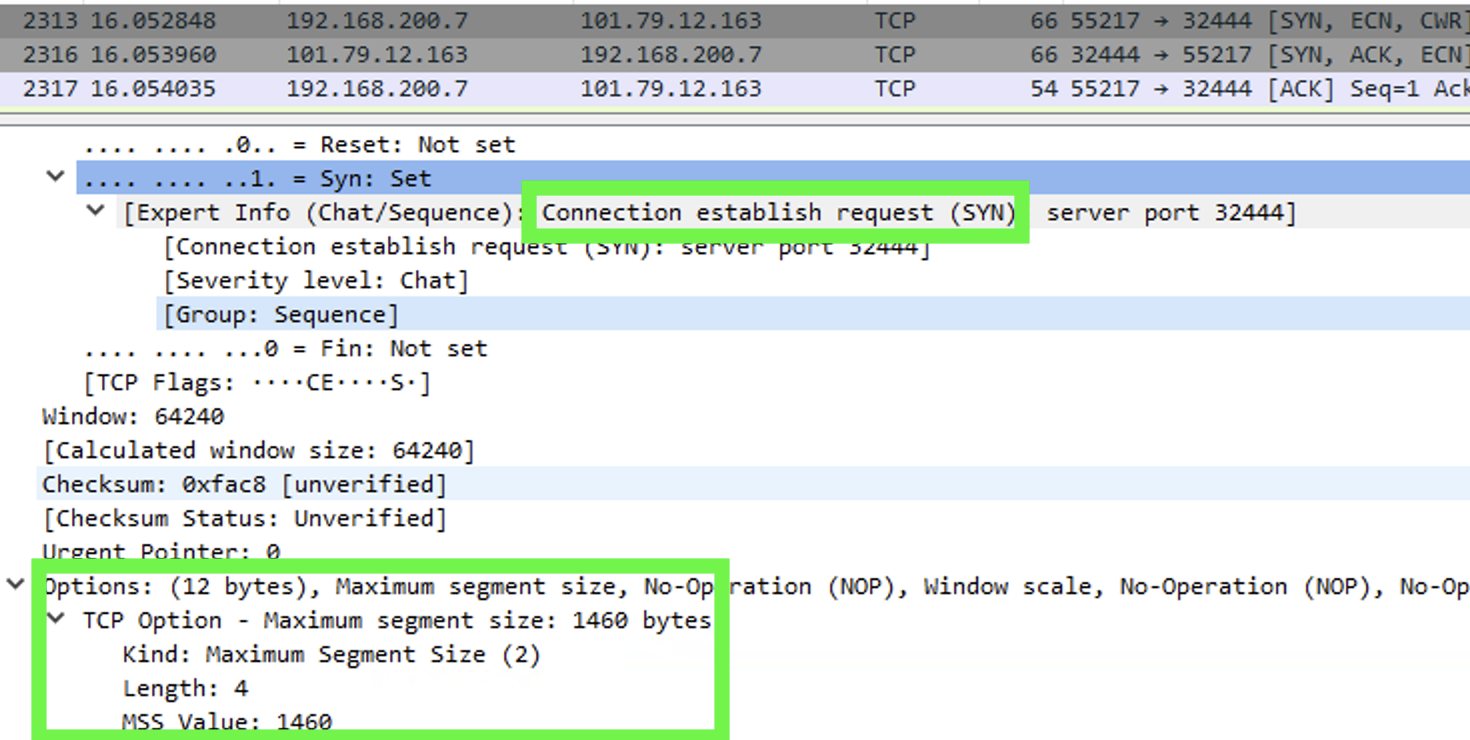 2313 16.052848 192.168.200.7 101.79.12.163 TCP 66 55217 → 32444 [SYN, ECN, CWR]
2316 16.053960 101.79.12.163 192.168.200.7 TCP 66 32444 → 55217 [SYN, ACK, ECN]
2317 16.054035 192.168.200.7 101.79.12.163 TCP 54 55217 → 32444 [ACK] Seq=1 Ack
.... .... .0.. = Reset: Not set
.... .... ..1. = Syn: Set
[Expert Info (Chat/Sequence): Connection establish request (SYN) server port 32444]
[Connection establish request (SYN): server port 32444]
[Severity level: Chat]
[Group: Sequence]
.... .... ...0 = Fin: Not set
[TCP Flags: ····CE····S·]
Window: 64240
[Calculated window size: 64240]
Checksum: 0xfac8 [unverified]
[Checksum Status: Unverified]
Urgent Pointer: 0
Options: (12 bytes), Maximum segment size, No-Operation (NOP), Window scale, No-Operation (NOP), No-Op
TCP Option - Maximum segment size: 1460 bytes
Kind: Maximum Segment Size (2)
Length: 4
MSS Value: 1460